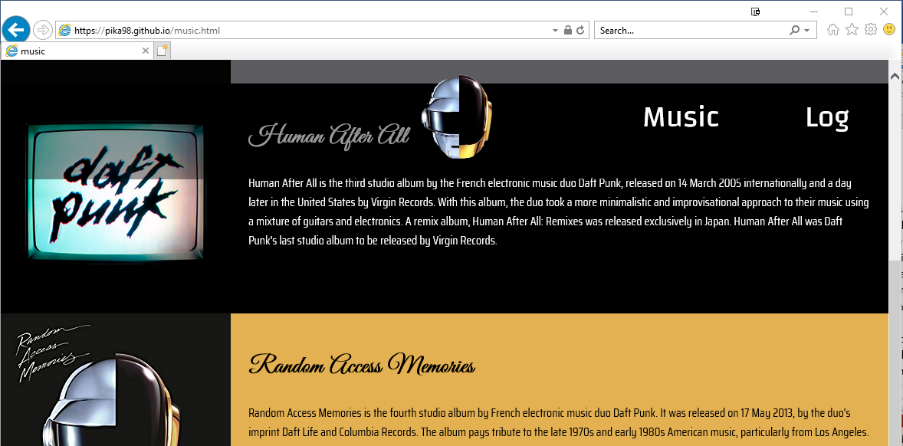 https://pika98.github.io/music.html
Search...
music
Music
Log
daft
punk
Human After All
Human After All is the third studio album by the French electronic music duo Daft Punk, released on 14 March 2005 internationally and a day
later in the United States by Virgin Records. With this album, the duo took a more minimalistic and improvisational approach to their music using
a mixture of guitars and electronics. A remix album, Human After All: Remixes was released exclusively in Japan. Human After All was Daft
Punk's last studio album to be released by Virgin Records.
Random
Access
Memories
Random Access Memories
Random Access Memories is the fourth studio album by French electronic music duo Daft Punk. It was released on 17 May 2013, by the duo's
imprint Daft Life and Columbia Records. The album pays tribute to the late 1970s and early 1980s American music, particularly from Los Angeles.